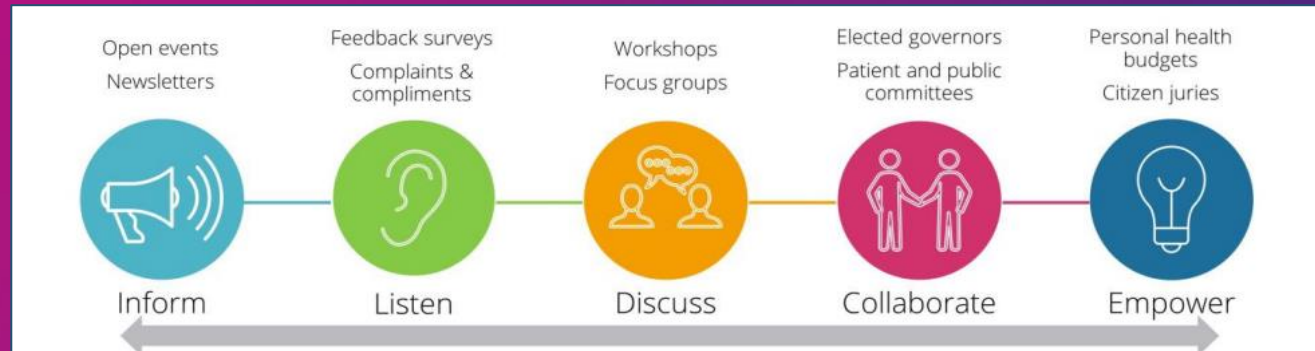 Open events
Newsletters
Feedback surveys
Complaints &
compliments
Workshops
Focus groups
Elected governors
Patient and public
committees
Personal health
budgets
Citizen juries
Inform
Listen
Discuss
Collaborate
Empower